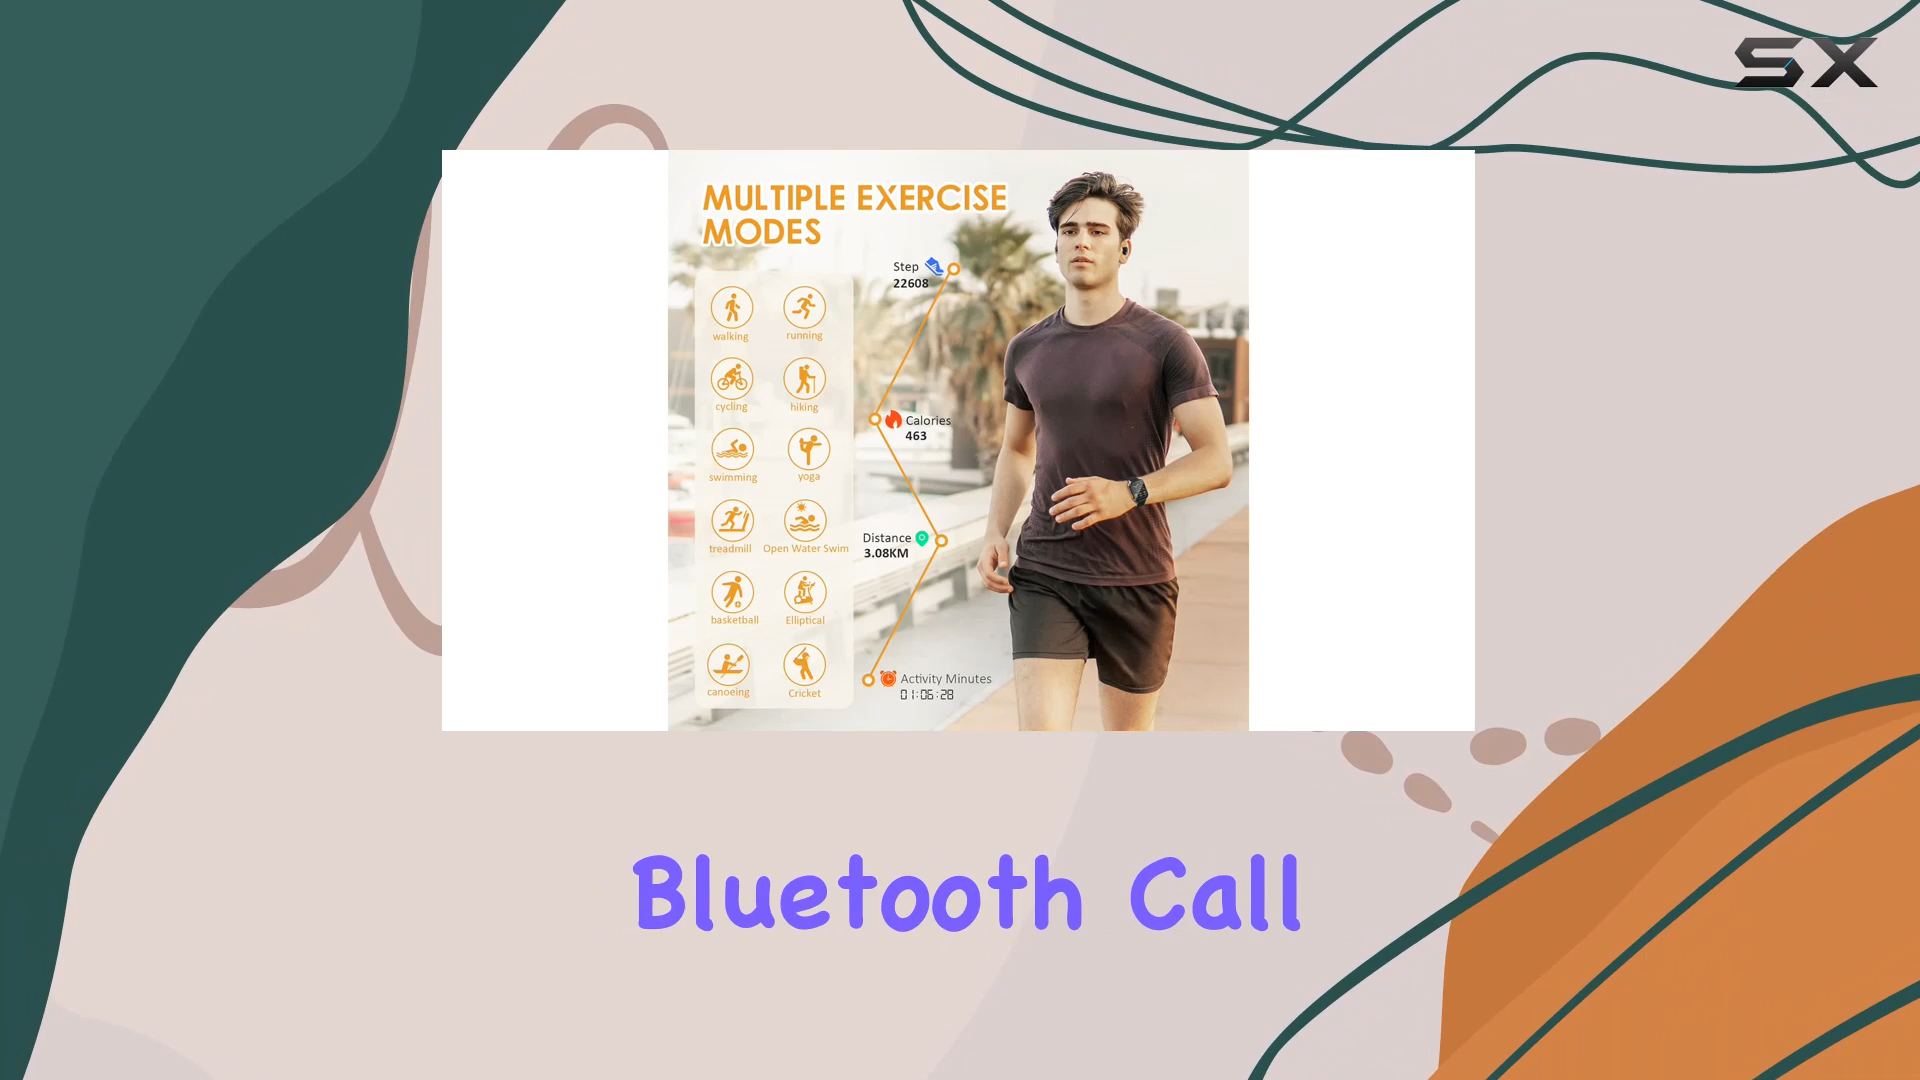 SX
MULTIPLE EXERCISE
MODES
Step
22608
walking
running
cycling
hiking
Calories
463
swimming
yoga
treadmill
Open Water Swim
Distance
3.08KM
basketball
Elliptical
canoeing
Cricket
Activity Minutes
01:06:28
Bluetooth Call